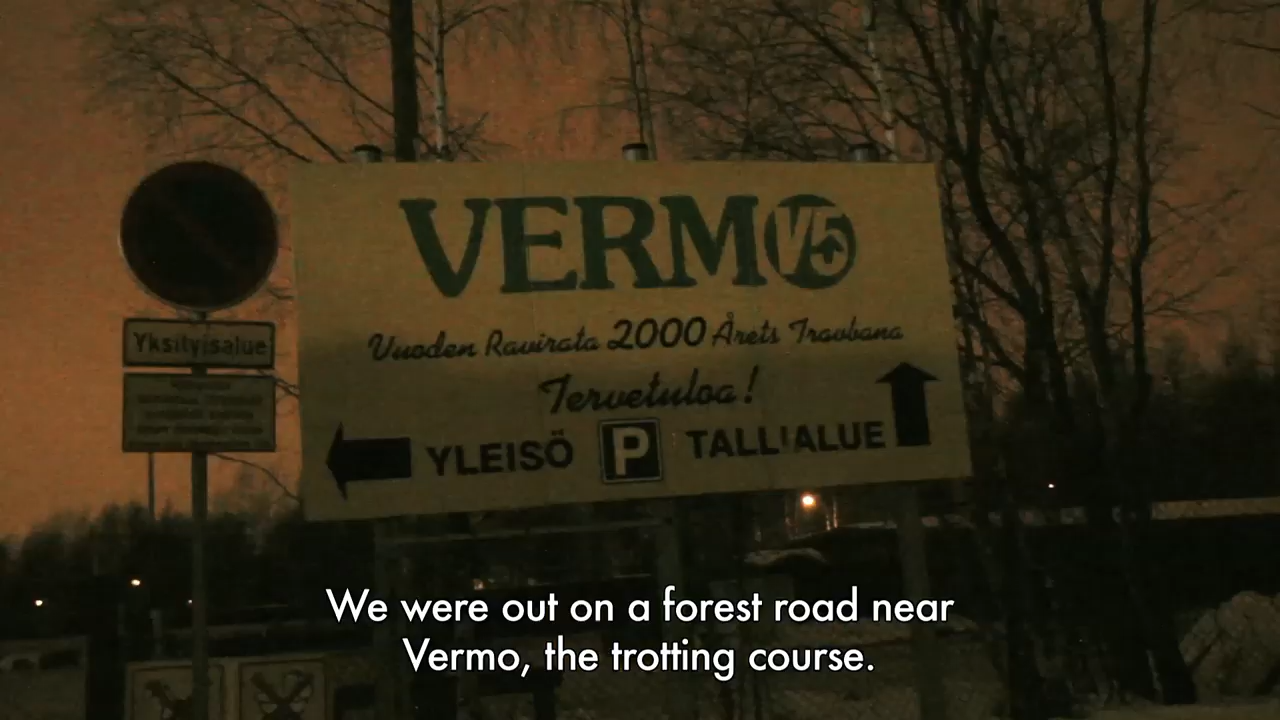 VERMO V5
Vuoden Ravirata 2000 Årets Travbana
Tervetuloa!
YLEISÖ P TALLIALUE
Yksityisalue
We were out on a forest road near
Vermo, the trotting course.